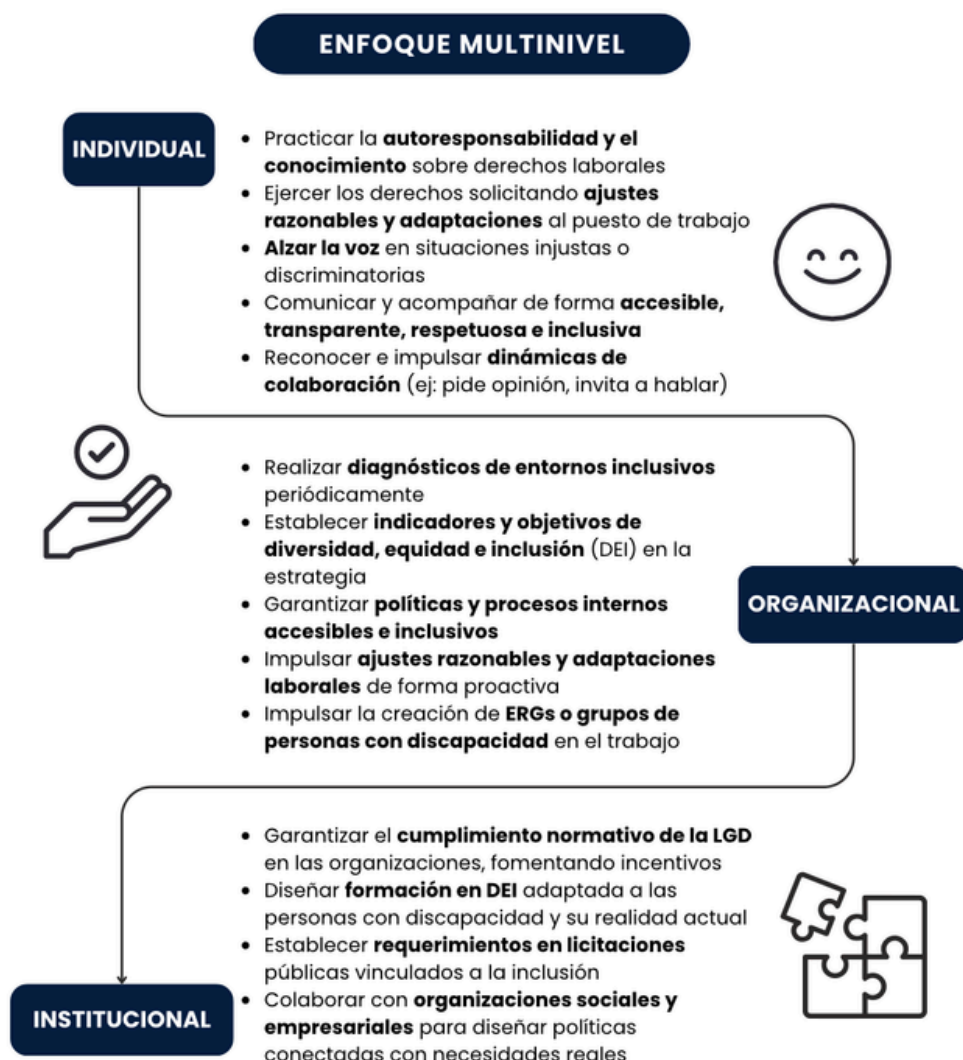 ENFOQUE MULTINIVEL
INDIVIDUAL
• Practicar la autoresponsabilidad y el
conocimiento sobre derechos laborales
• Ejercer los derechos solicitando ajustes
razonables y adaptaciones al puesto de trabajo
• Alzar la voz en situaciones injustas o
discriminatorias
• Comunicar y acompañar de forma accesible,
transparente, respetuosa e inclusiva
• Reconocer e impulsar dinámicas de
colaboración (ej: pide opinión, invita a hablar)
• Realizar diagnósticos de entornos inclusivos
periódicamente
• Establecer indicadores y objetivos de
diversidad, equidad e inclusión (DEI) en la
estrategia
• Garantizar políticas y procesos internos
accesibles e inclusivos
• Impulsar ajustes razonables y adaptaciones
laborales de forma proactiva
• Impulsar la creación de ERGs o grupos de
personas con discapacidad en el trabajo
ORGANIZACIONAL
• Garantizar el cumplimiento normativo de la LGD
en las organizaciones, fomentando incentivos
• Diseñar formación en DEI adaptada a las
personas con discapacidad y su realidad actual
• Establecer requerimientos en licitaciones
públicas vinculados a la inclusión
• Colaborar con organizaciones sociales y
empresariales para diseñar políticas
conectadas con necesidades reales
INSTITUCIONAL